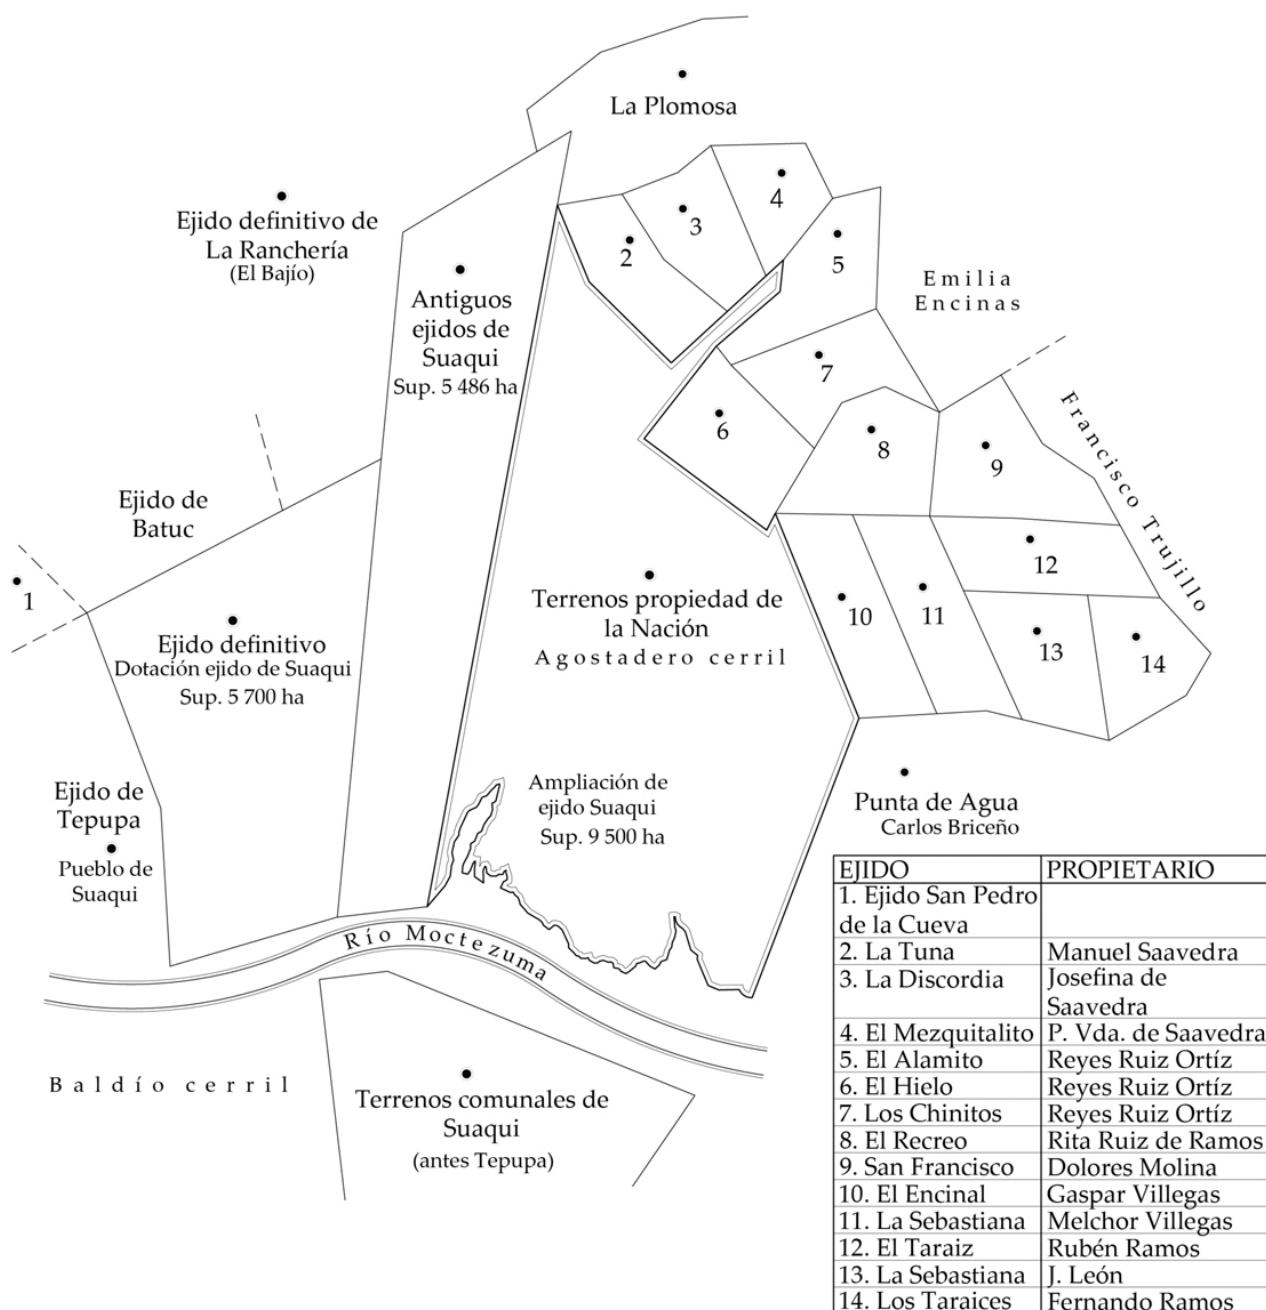 La Plomosa
Ejido definitivo de
La Ranchería
(El Bajío)
Antiguos
ejidos de
Suaqui
Sup. 5 486 ha
2
3
4
5
Emilia
Encinas
7
6
8
9
Francisco Trujillo
Ejido de
Batuc
1
Ejido definitivo
Dotación ejido de Suaqui
Sup. 5 700 ha
Terrenos propiedad de
la Nación
Agostadero cerril
10
11
12
13
14
Ejido de
Tepupa
Pueblo de
Suaqui
Ampliación de
ejido Suaqui
Sup. 9 500 ha
Punta de Agua
Carlos Briceño
Río Moctezuma
Baldío cerril
Terrenos comunales de
Suaqui
(antes Tepupa)
EJIDO PROPIETARIO
1. Ejido San Pedro
de la Cueva
2. La Tuna Manuel Saavedra
3. La Discordia Josefina de
Saavedra
4. El Mezquitalito P. Vda. de Saavedra
5. El Alamito Reyes Ruiz Ortíz
6. El Hielo Reyes Ruiz Ortíz
7. Los Chinitos Reyes Ruiz Ortíz
8. El Recreo Rita Ruiz de Ramos
9. San Francisco Dolores Molina
10. El Encinal Gaspar Villegas
11. La Sebastiana Melchor Villegas
12. El Taraiz Rubén Ramos
13. La Sebastiana J. León
14. Los Taraices Fernando Ramos